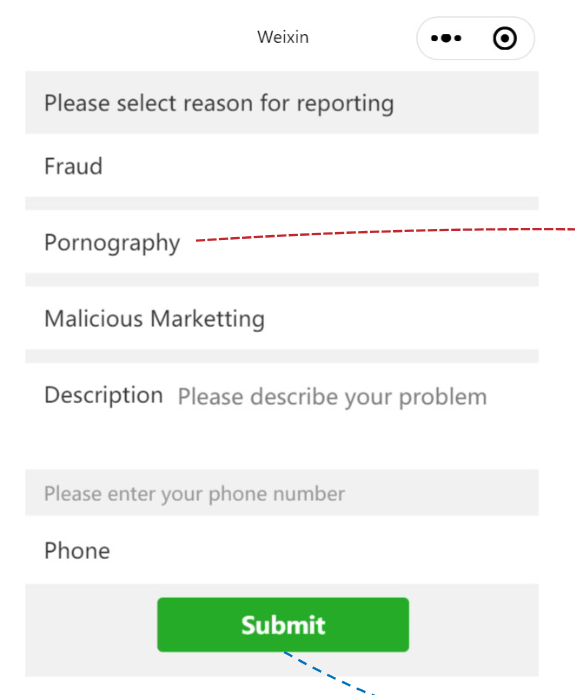 Weixin
Please select reason for reporting
Fraud
Pornography
Malicious Marketting
Description Please describe your problem
Please enter your phone number
Phone
Submit